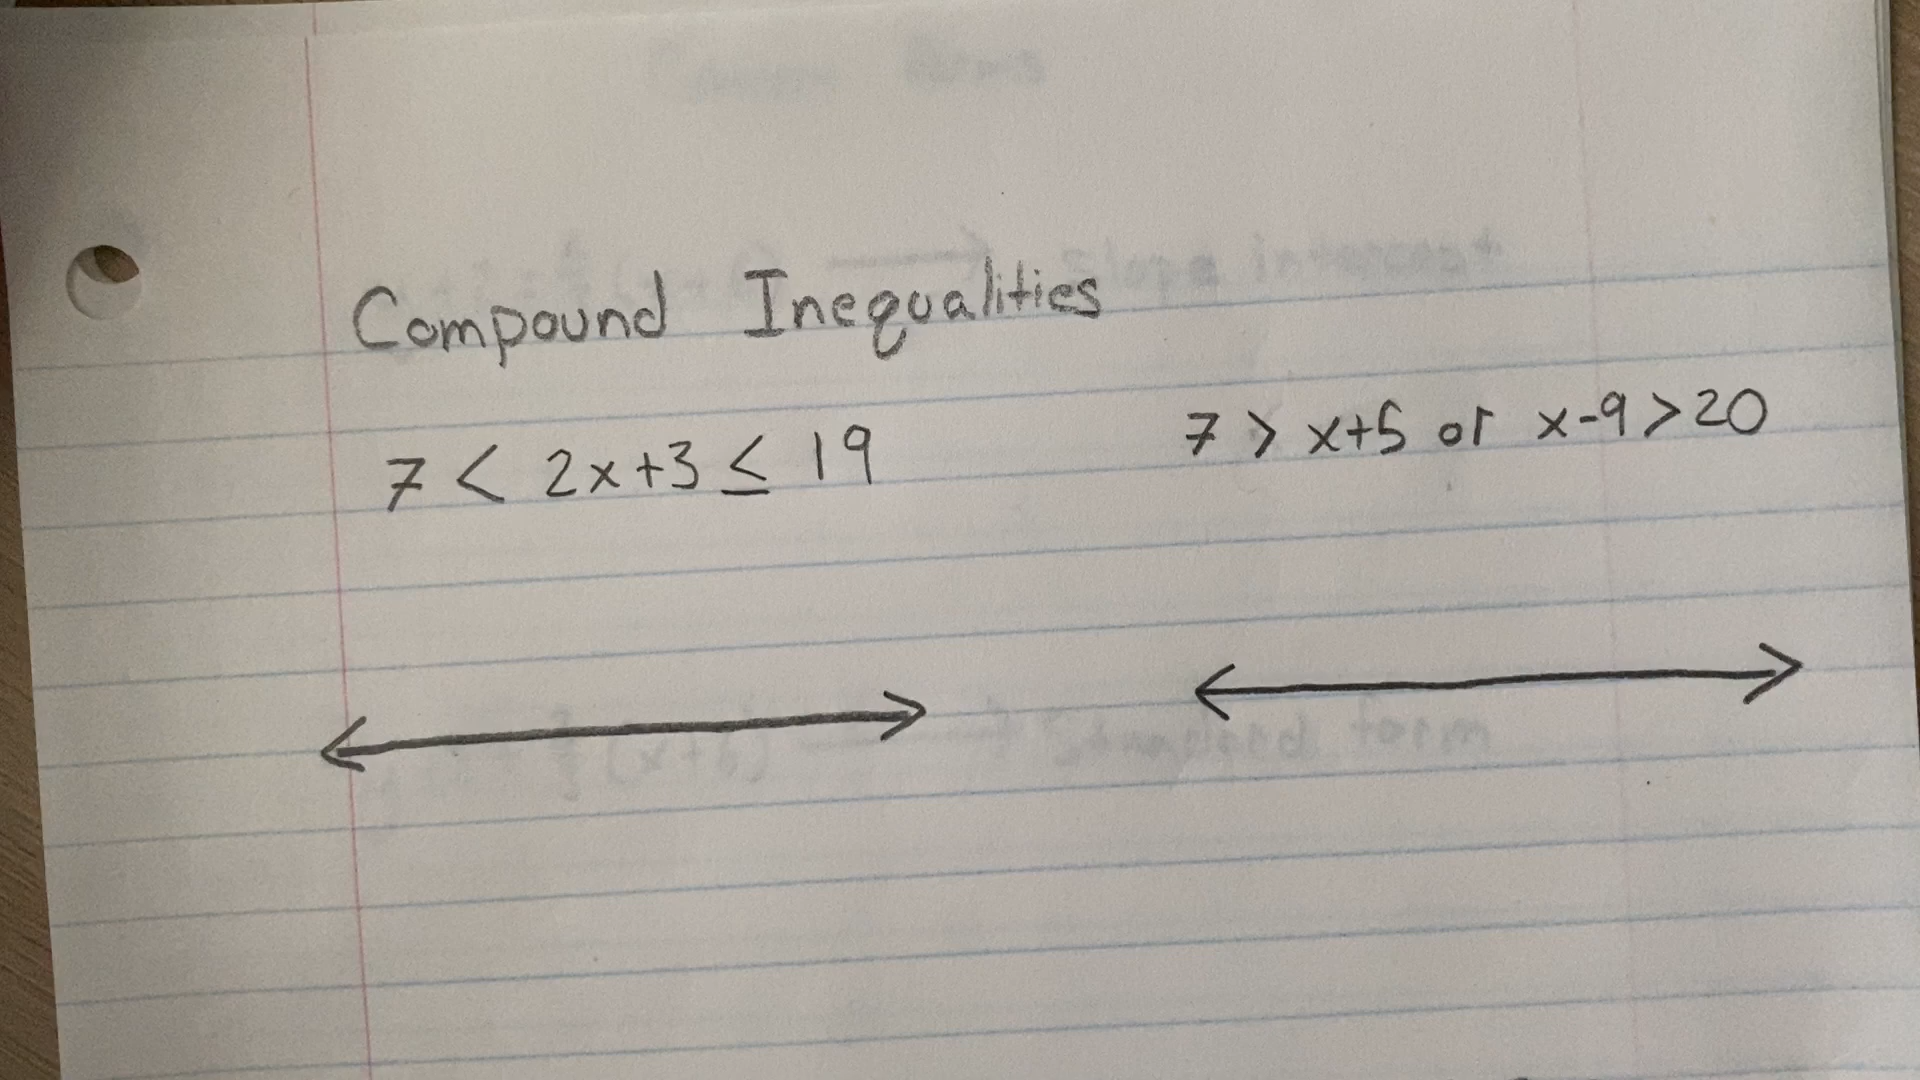 Compound Inequalities
7 < 2x+3 ≤ 19
7 > x+5 or x-9 > 20